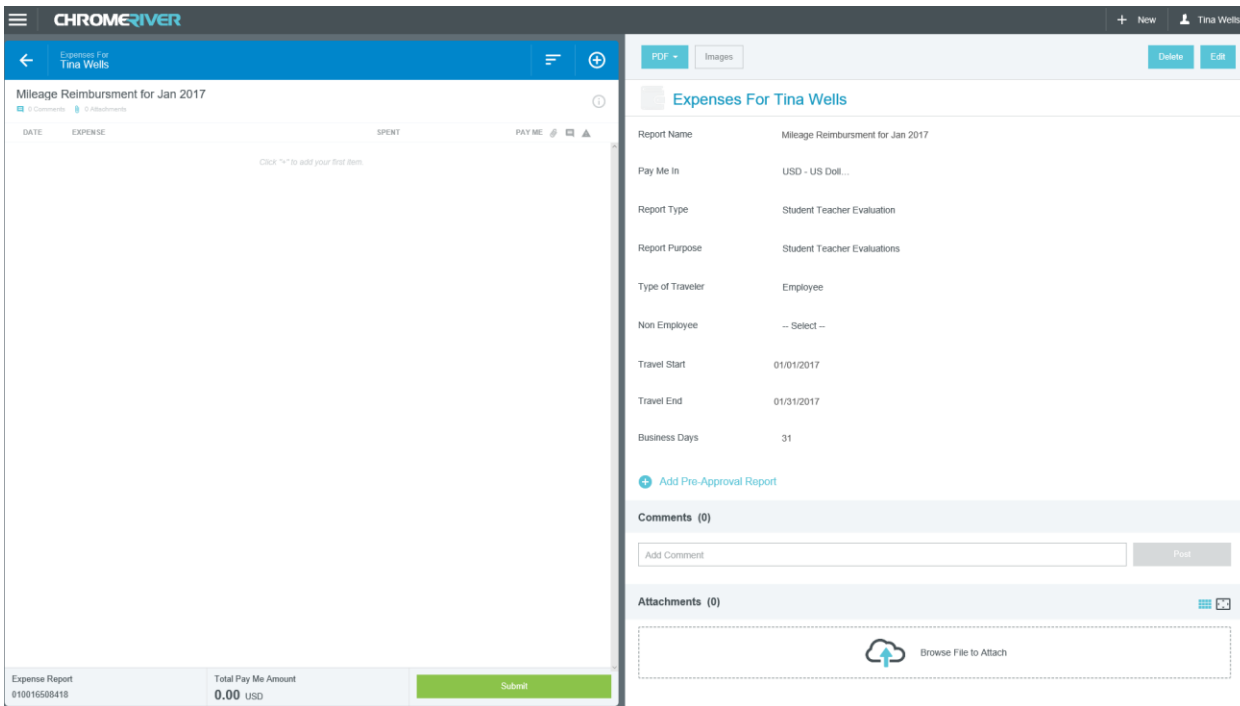 CHROMERIVER
+ New Tina Wells
Expenses For
Tina Wells
Mileage Reimbursment for Jan 2017
0 Comments 0 Attachments
DATE EXPENSE SPENT PAY ME
Click "+" to add your first item
Expense Report
010016508418
Total Pay Me Amount
0.00 USD
Submit
PDF Images Delete Edit
Expenses For Tina Wells
Report Name Mileage Reimbursment for Jan 2017
Pay Me In USD - US Doll...
Report Type Student Teacher Evaluation
Report Purpose Student Teacher Evaluations
Type of Traveler Employee
Non Employee -- Select --
Travel Start 01/01/2017
Travel End 01/31/2017
Business Days 31
Add Pre-Approval Report
Comments (0)
Add Comment Post
Attachments (0)
Browse File to Attach